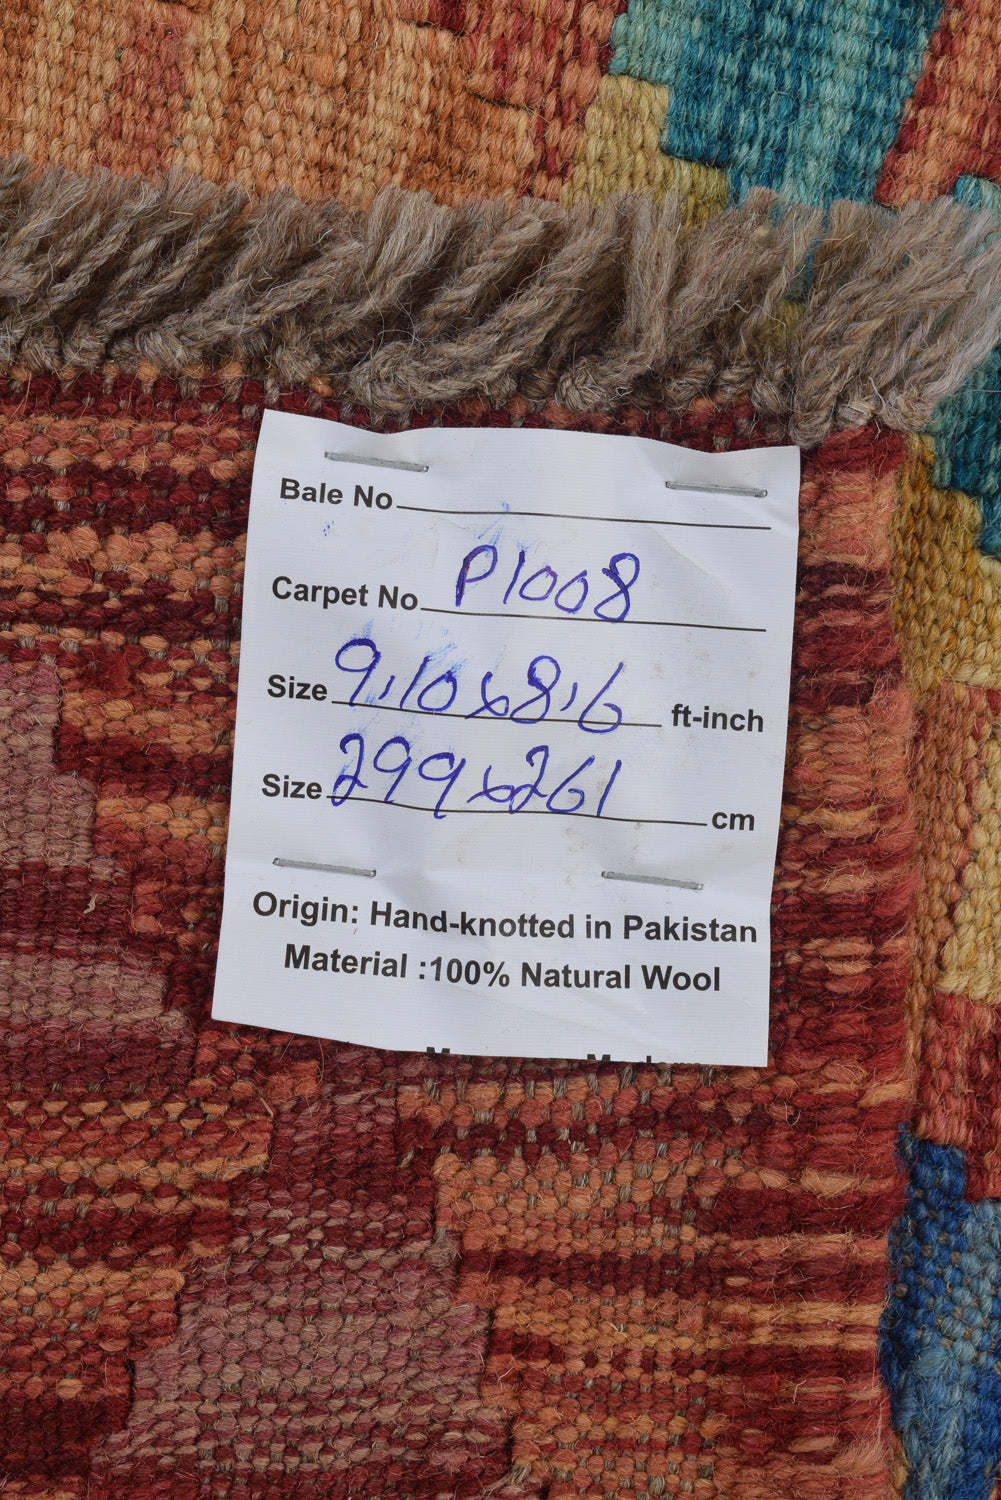 Bale No
Carpet No P1008
Size 9,10x8,6 ft-inch
Size 299x261 cm
Origin: Hand-knotted in Pakistan
Material :100% Natural Wool